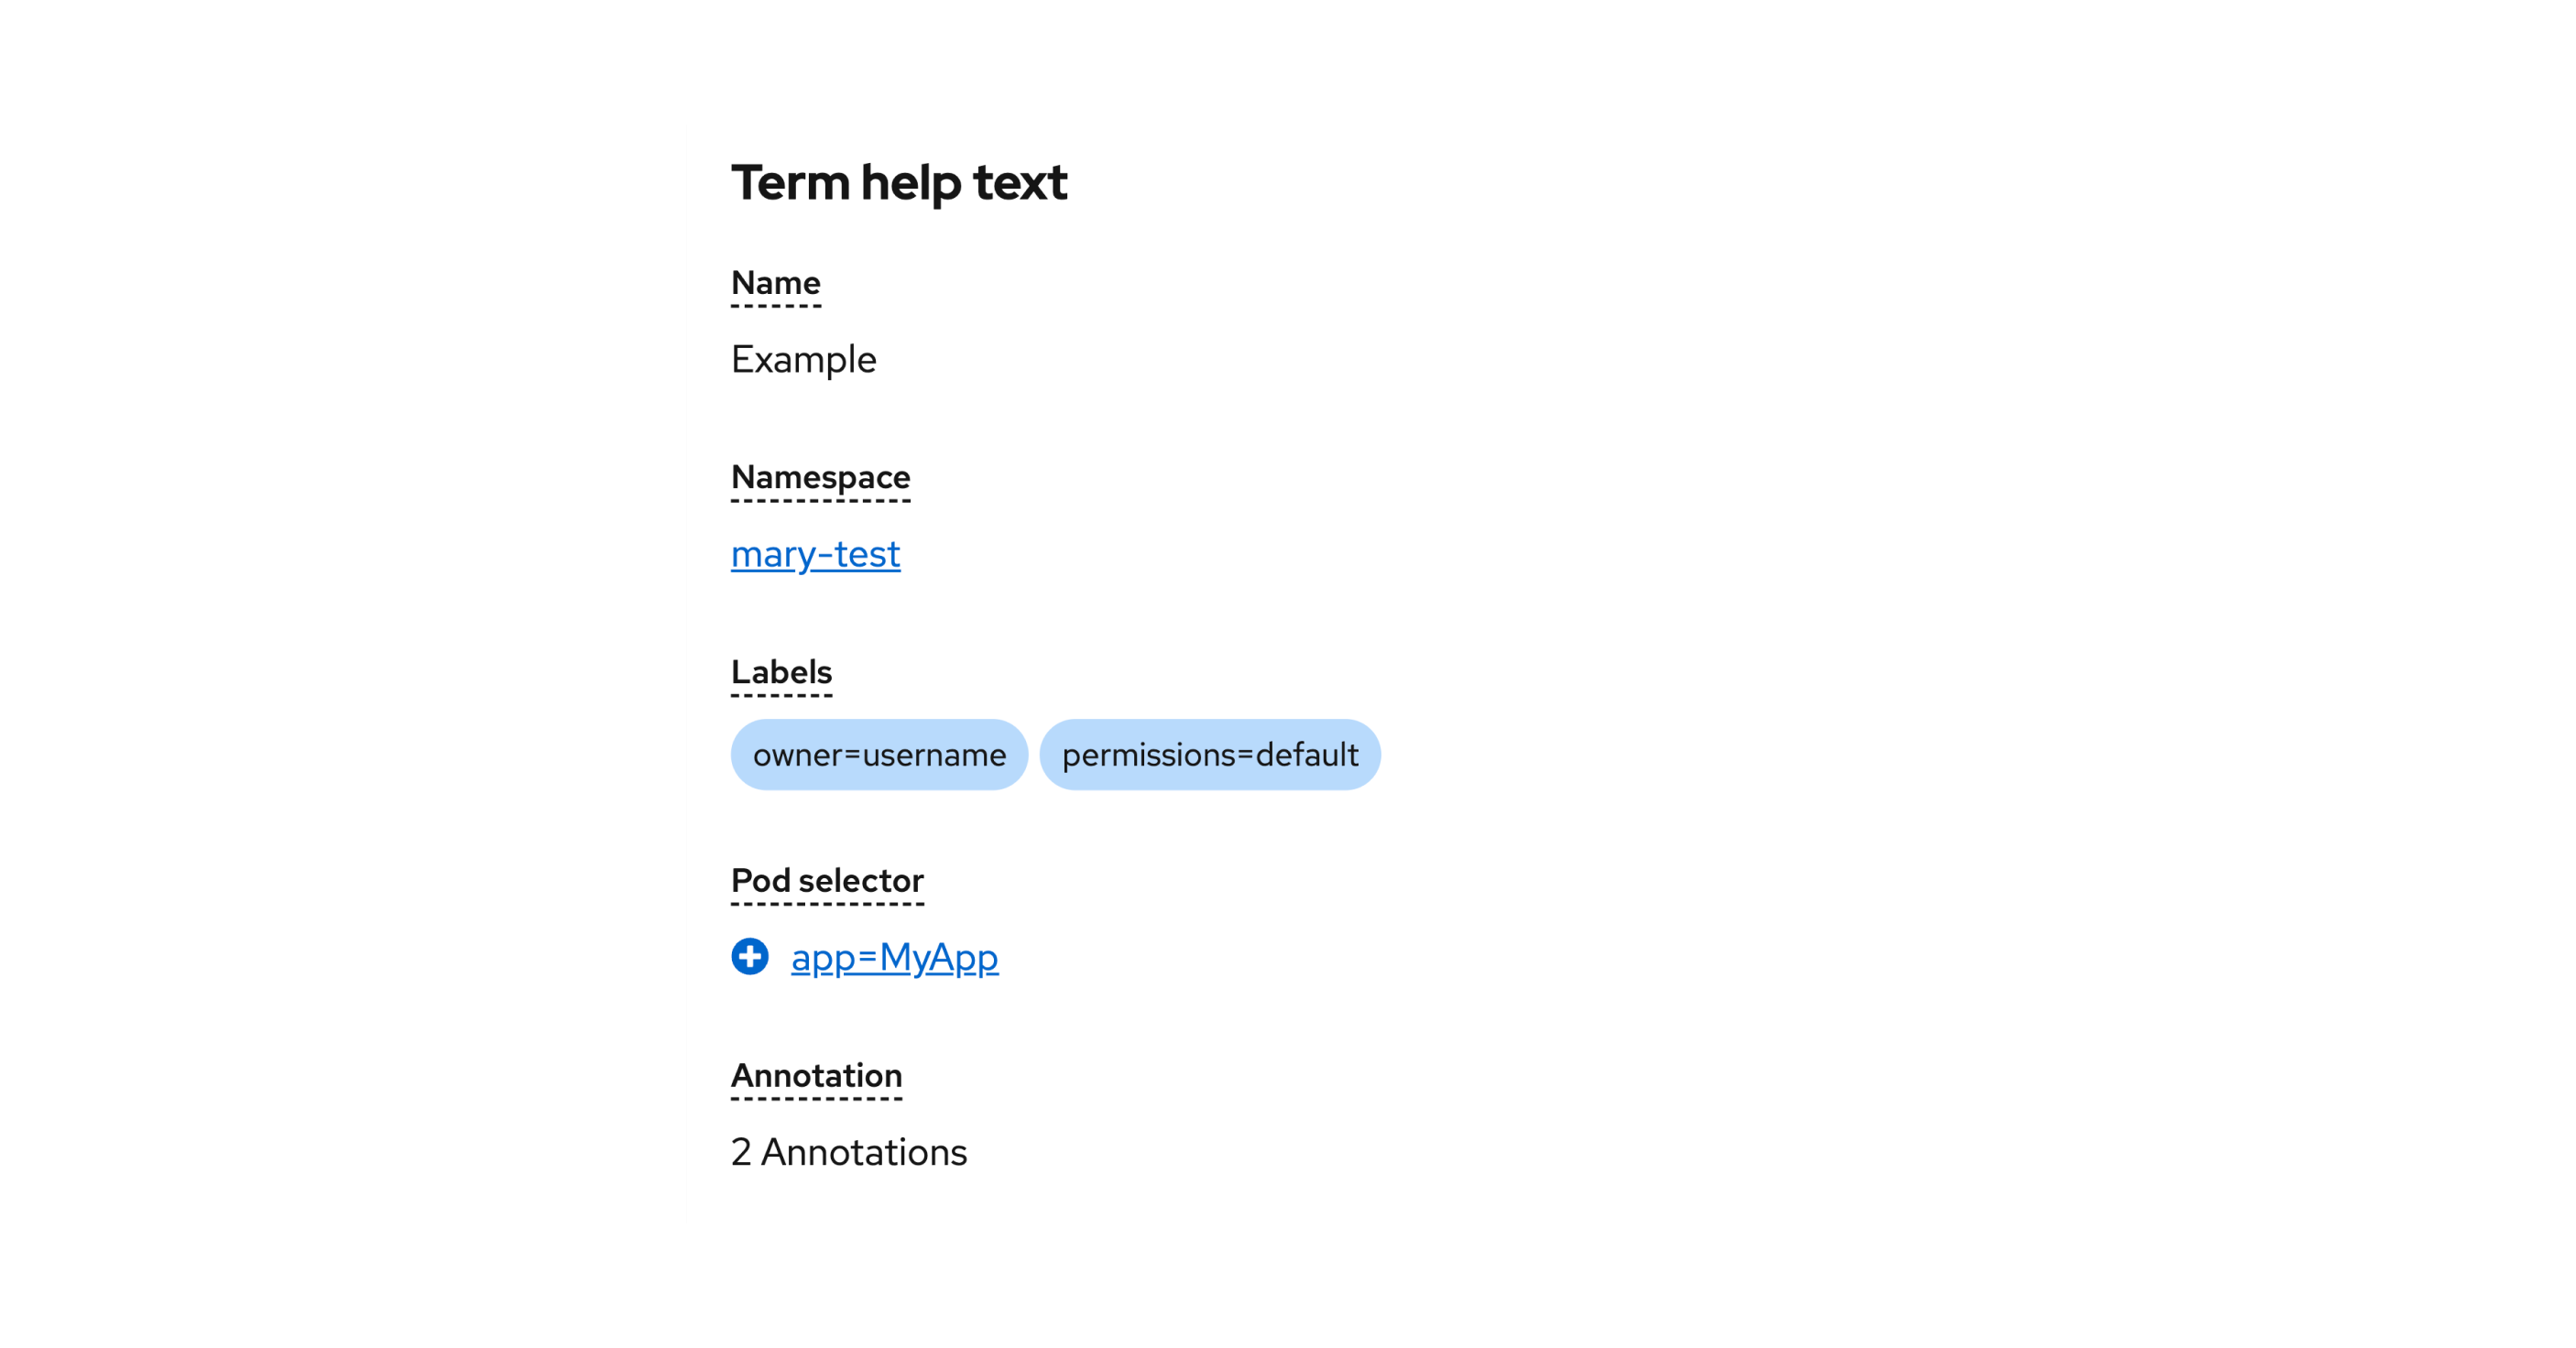 Term help text
Name
Example
Namespace
mary-test
Labels
owner=username permissions=default
Pod selector
app=MyApp
Annotation
2 Annotations